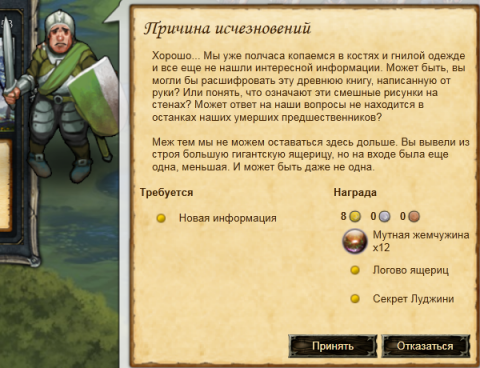 Причина исчезновений
Хорошо... Мы уже полчаса копаемся в костях и гнилой одежде
и все еще не нашли интересной информации. Может быть, вы
могли бы расшифровать эту древнюю книгу, написанную от
руки? Или понять, что означают эти смешные рисунки на
стенах? Может ответ на наши вопросы не находится в
останках наших умерших предшественников?
Меж тем мы не можем оставаться здесь дольше. Вы вывели из
строя большую гигантскую ящерицу, но на входе была еще
одна, меньшая. И может быть даже не одна.
Требуется
Новая информация
Награда
8 0 0
Мутная жемчужина
x12
Логово ящериц
Секрет Луджини
Принять Отказаться